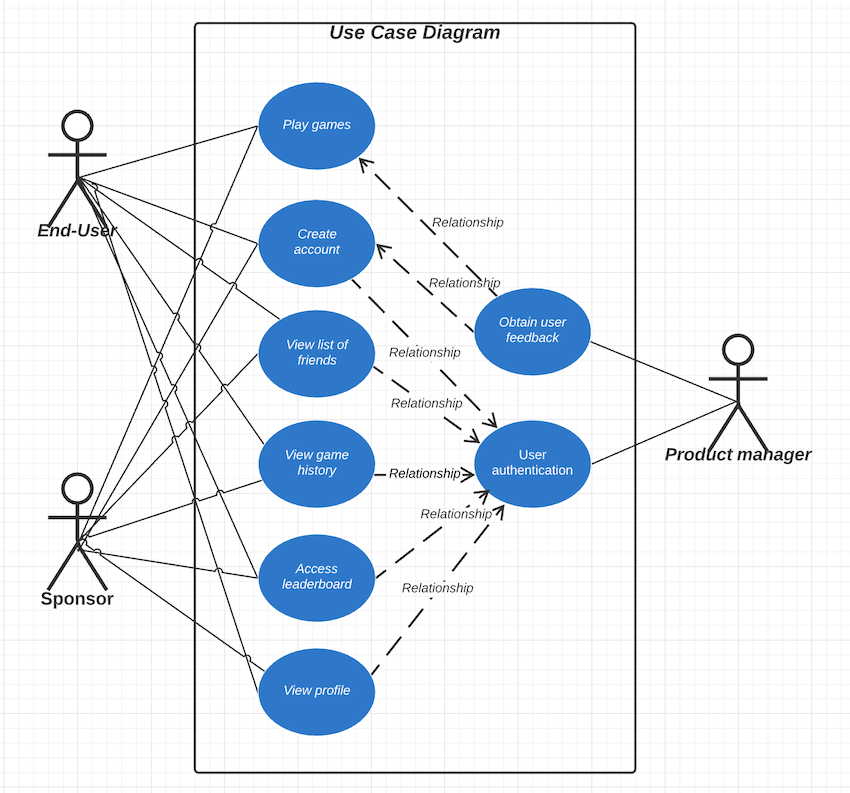 Use Case Diagram
Play games
End-User
Relationship
Create
account
Relationship
Obtain user
feedback
View list of
friends
Relationship
Relationship
Product manager
View game
history
Relationship
User
authentication
Relationship
Access
leaderboard
Relationship
Sponsor
View profile